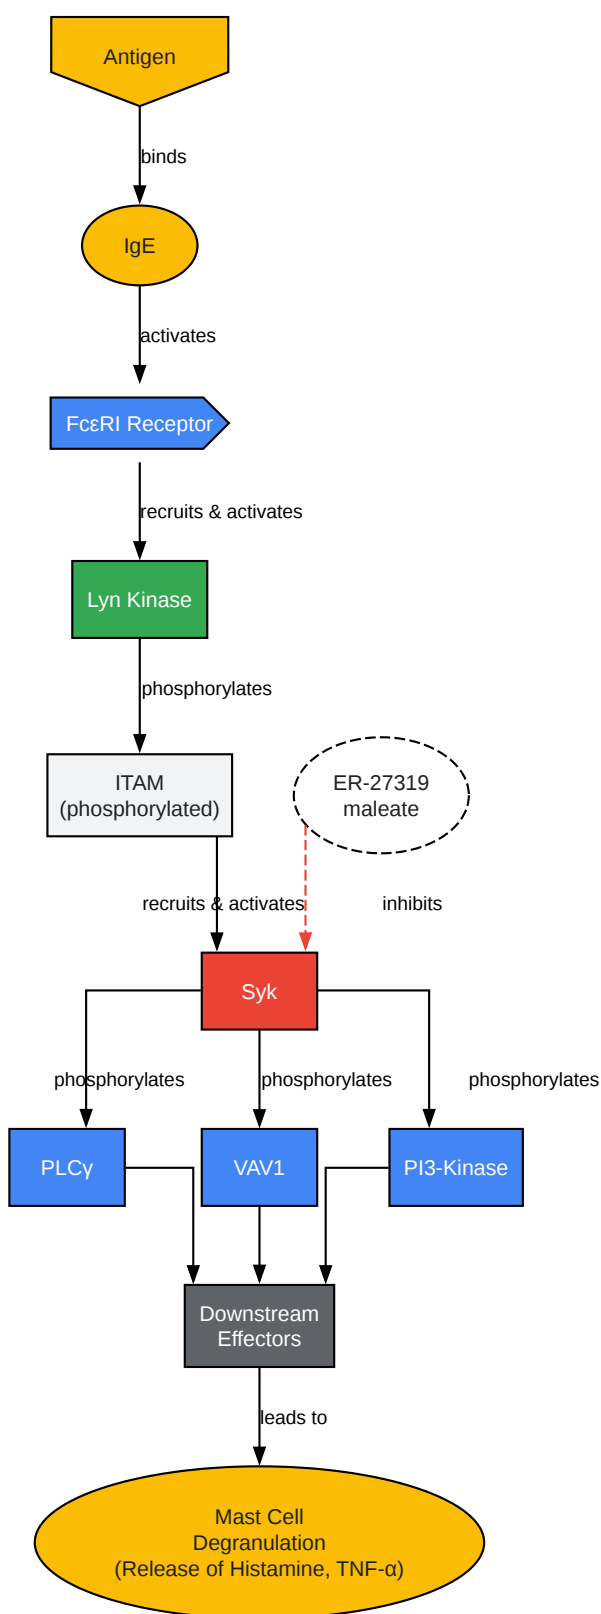 Antigen
binds
IgE
activates
FcεRI Receptor
recruits & activates
Lyn Kinase
phosphorylates
ITAM
(phosphorylated)
ER-27319
maleate
recruits & activates
inhibits
Syk
phosphorylates
phosphorylates
phosphorylates
PLCγ
VAV1
PI3-Kinase
Downstream
Effectors
leads to
Mast Cell
Degranulation
(Release of Histamine, TNF-α)